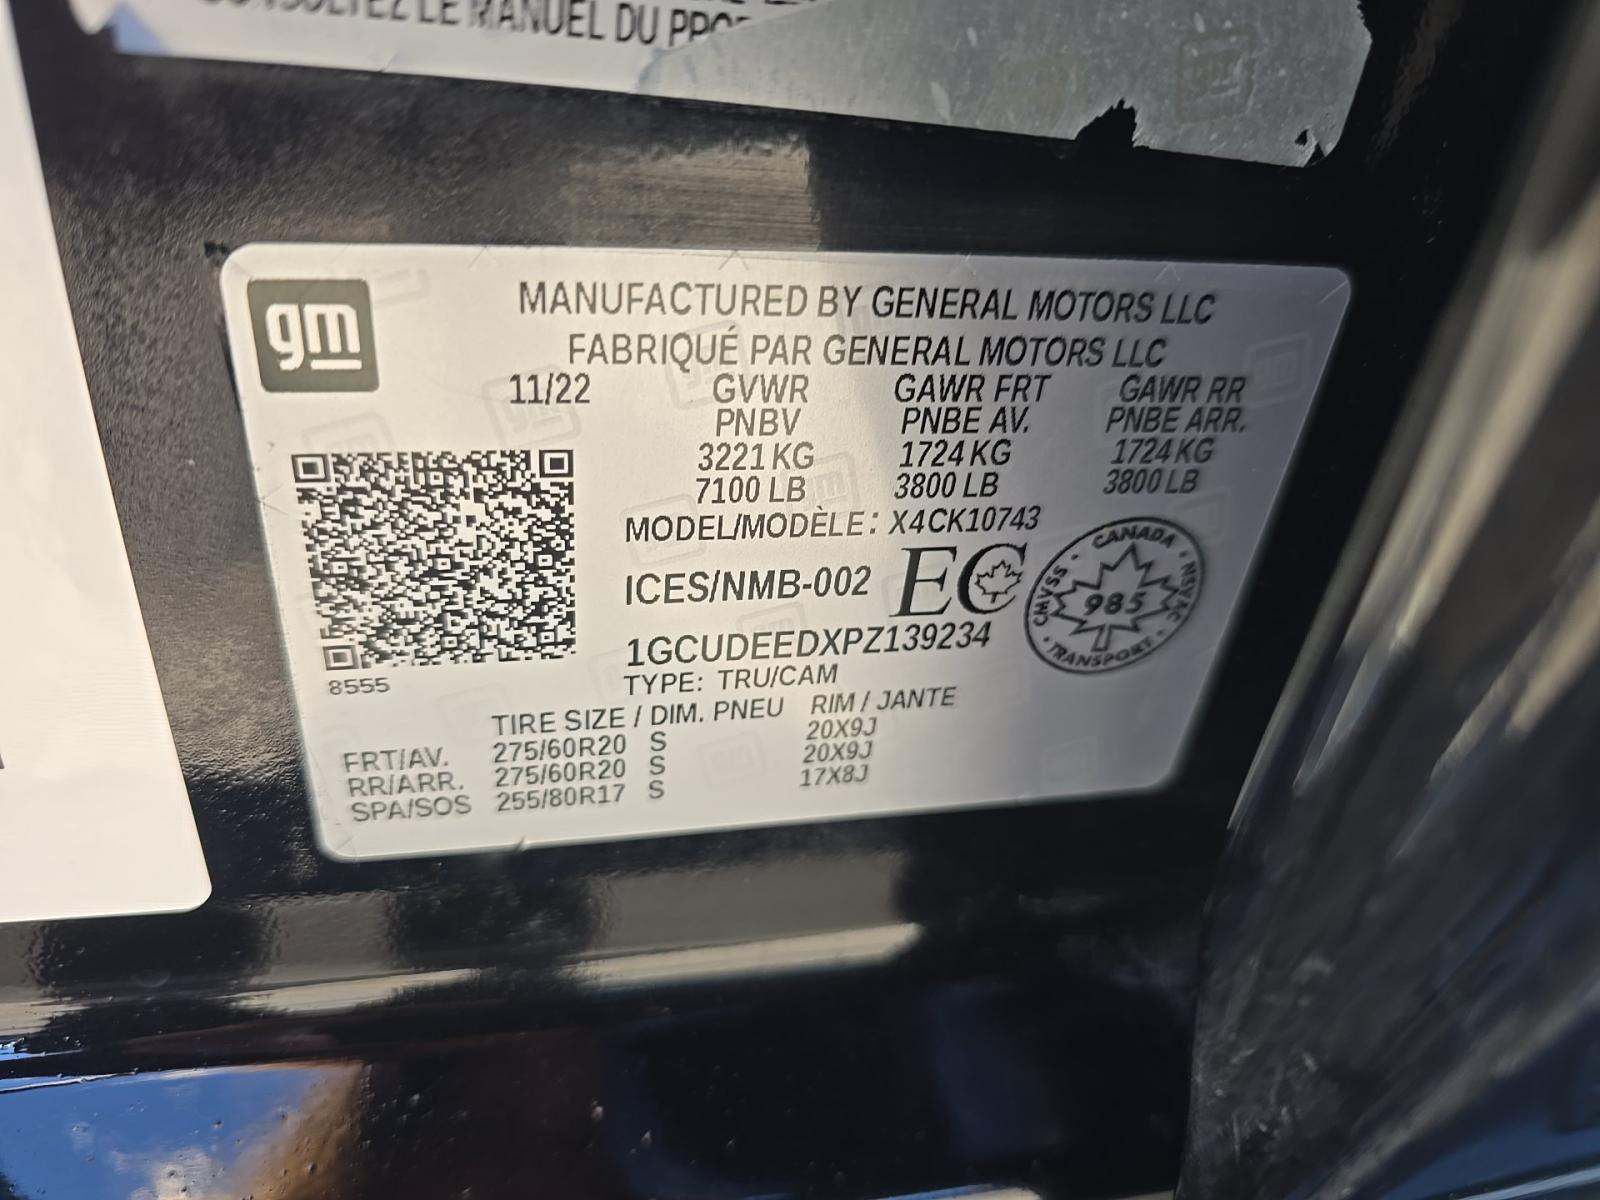 LE MANUEL DU
gm
MANUFACTURED BY GENERAL MOTORS LLC
FABRIQUÉ PAR GENERAL MOTORS LLC
11/22 GVWR GAWR FRT GAWR RR
PNBV PNBE AV. PNBE ARR.
3221 KG 1724 KG 1724 KG
7100 LB 3800 LB 3800 LB
MODEL/MODÈLE: X4CK10743
ICES/NMB-002 EC
CANADA
CMVSS 985 NSVAC
TRANSPORT
1GCUDEEDXPZ139234
8555
TYPE: TRU/CAM
TIRE SIZE / DIM. PNEU RIM / JANTE
FRT/AV. 275/60R20 S 20X9J
RR/ARR. 275/60R20 S 20X9J
SPA/SOS 255/80R17 S 17X8J